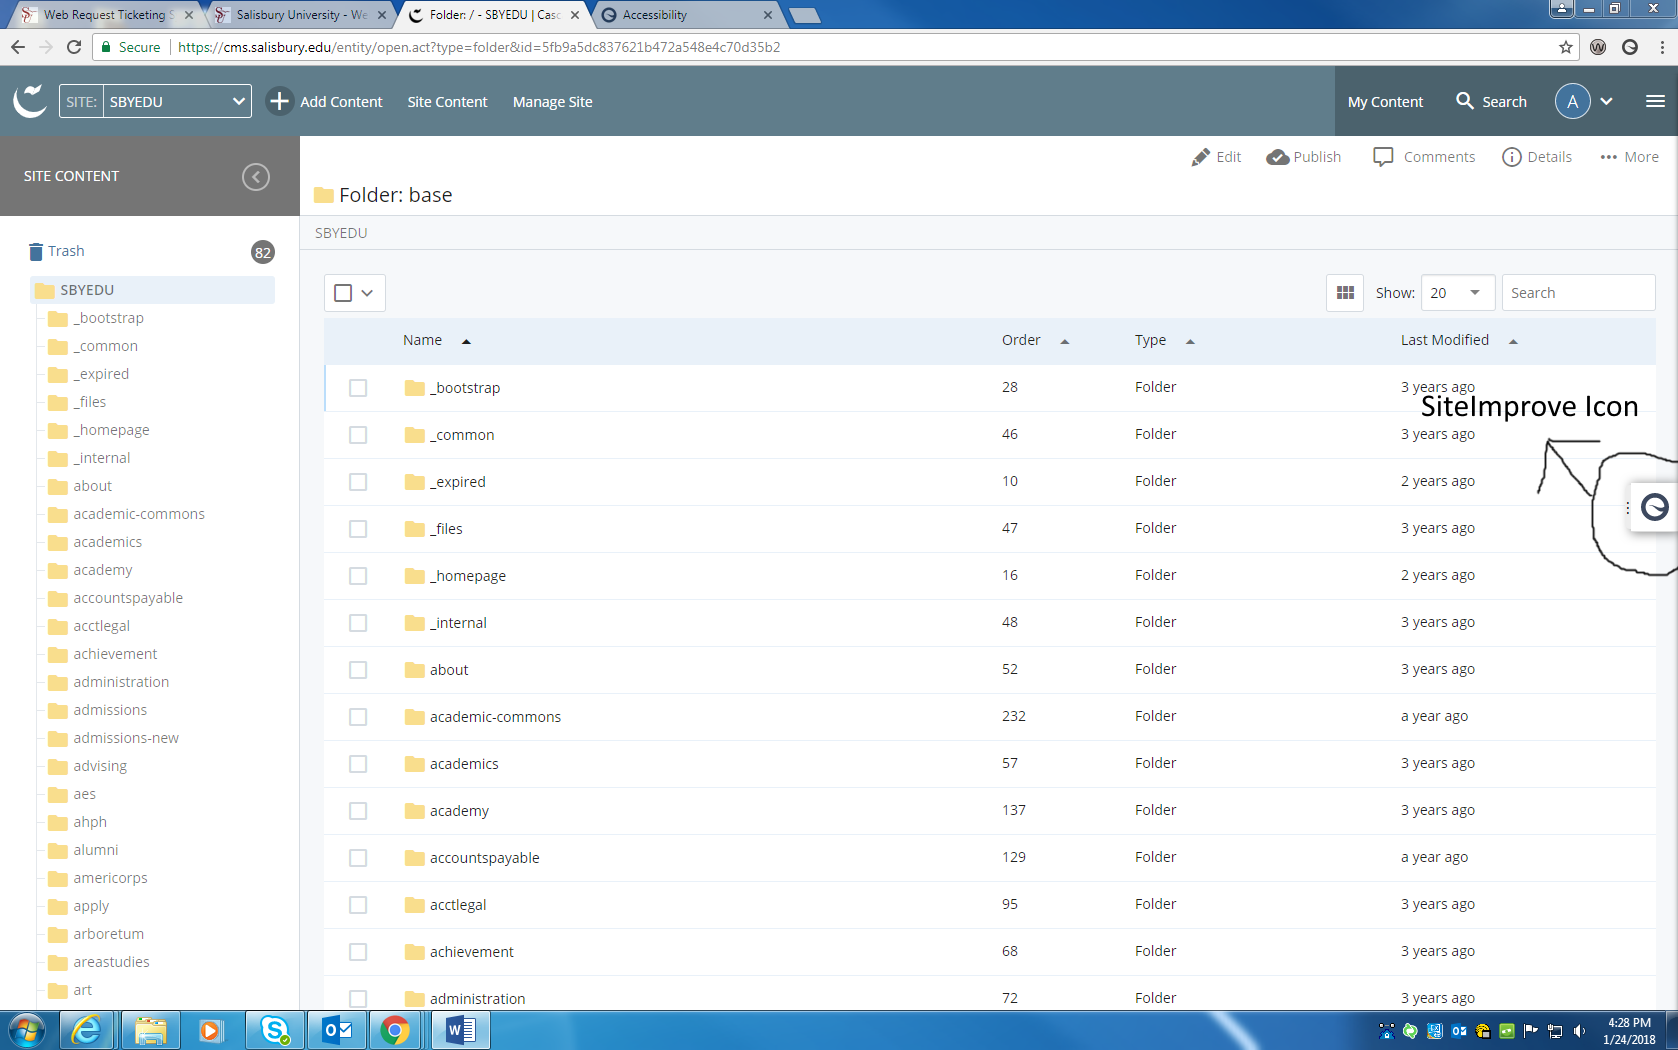 Web Request Ticketing S
Salisbury University - We
Folder: / - SBYEDU | Casc
Accessibility
Secure
https://cms.salisbury.edu/entity/open.act?type=folder&id=5fb9a5dc837621b472a548e4c70d35b2
SITE: SBYEDU
Add Content
Site Content
Manage Site
My Content
Search
A
SITE CONTENT
Edit
Publish
Comments
Details
More
Folder: base
SBYEDU
Trash
82
SBYEDU
_bootstrap
_common
_expired
_files
_homepage
_internal
about
academic-commons
academics
academy
accountspayable
acctlegal
achievement
administration
admissions
admissions-new
advising
aes
ahph
alumni
americorps
apply
arboretum
areastudies
art
Show: 20
Search
Name Order Type Last Modified
_bootstrap 28 Folder 3 years ago
SiteImprove Icon
_common 46 Folder 3 years ago
_expired 10 Folder 2 years ago
_files 47 Folder 3 years ago
_homepage 16 Folder 2 years ago
_internal 48 Folder 3 years ago
about 52 Folder 3 years ago
academic-commons 232 Folder a year ago
academics 57 Folder 3 years ago
academy 137 Folder 3 years ago
accountspayable 129 Folder a year ago
acctlegal 95 Folder 3 years ago
achievement 68 Folder 3 years ago
administration 72 Folder 3 years ago
4:28 PM
1/24/2018